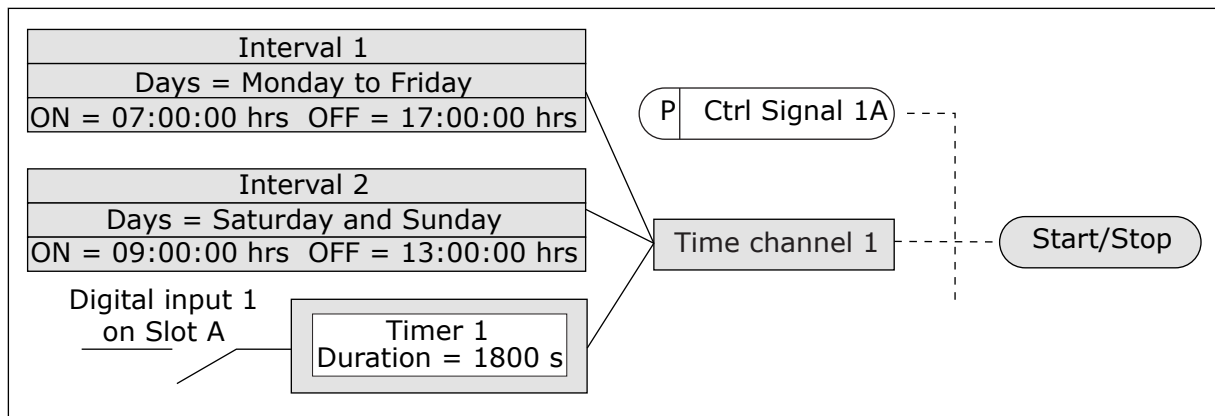 Interval 1
Days = Monday to Friday
ON = 07:00:00 hrs OFF = 17:00:00 hrs
P Ctrl Signal 1A
Interval 2
Days = Saturday and Sunday
ON = 09:00:00 hrs OFF = 13:00:00 hrs
Time channel 1
Start/Stop
Digital input 1
on Slot A
Timer 1
Duration = 1800 s